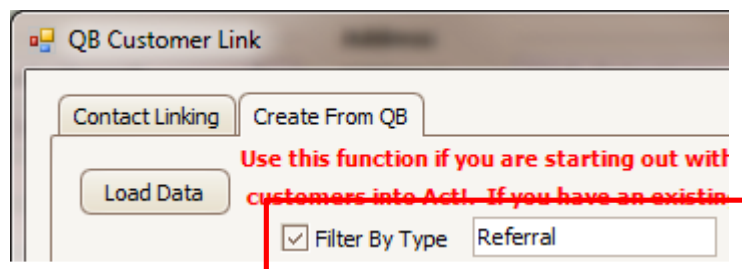 QB Customer Link
Contact Linking Create From QB
Use this function if you are starting out with
Load Data customers into Act!. If you have an existin
Filter By Type Referral